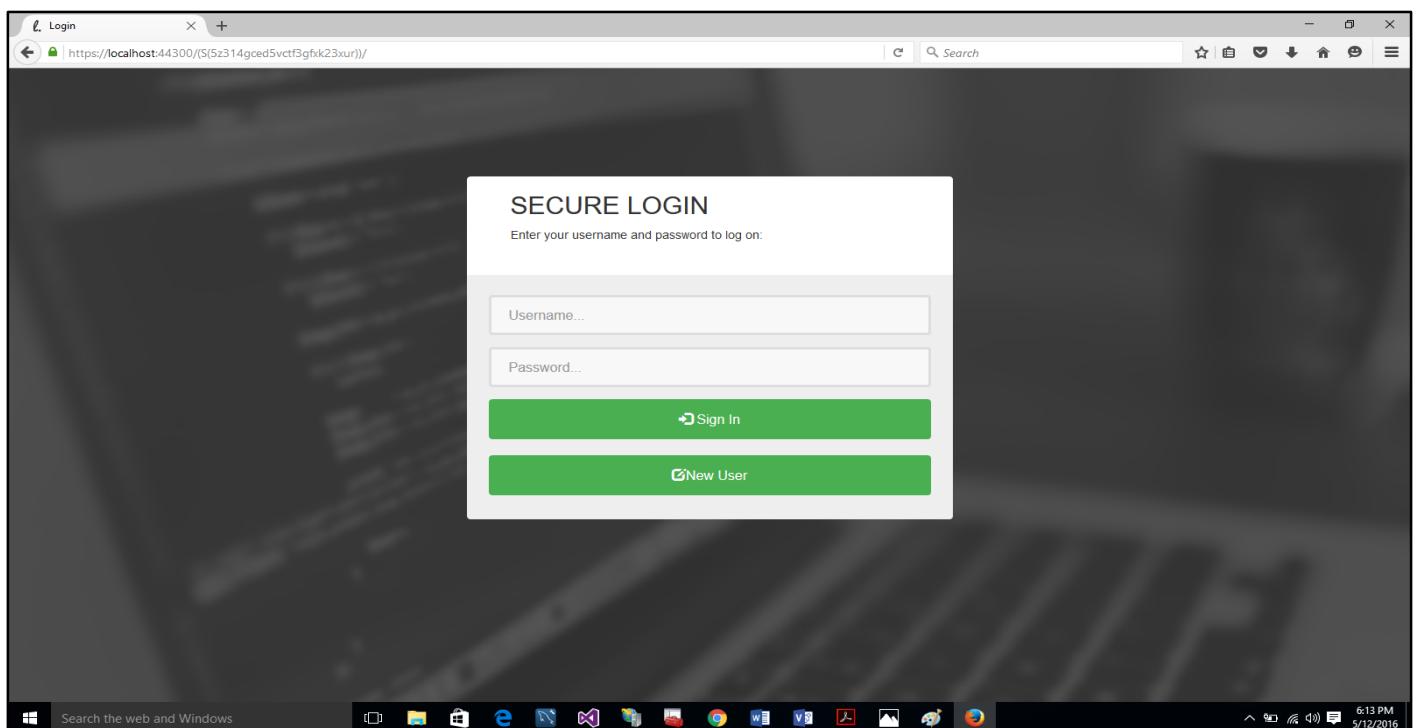 Login
https://localhost:44300/(S(5z314gced5vctf3gfxk23xur))/
Search
SECURE LOGIN
Enter your username and password to log on:
Username...
Password...
Sign In
New User
Search the web and Windows
6:13 PM
5/12/2016